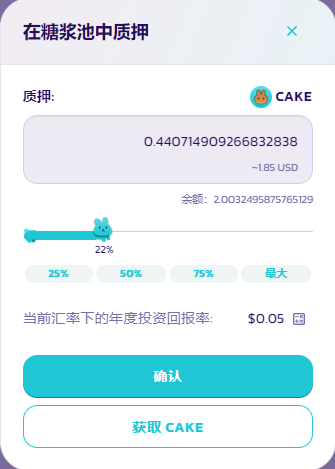 在糖浆池中质押
质押:
CAKE
0.440714909266832838
~1.85 USD
余额：2.0032495875765129
22%
25%
50%
75%
最大
当前汇率下的年度投资回报率:
$0.05
确认
获取 CAKE